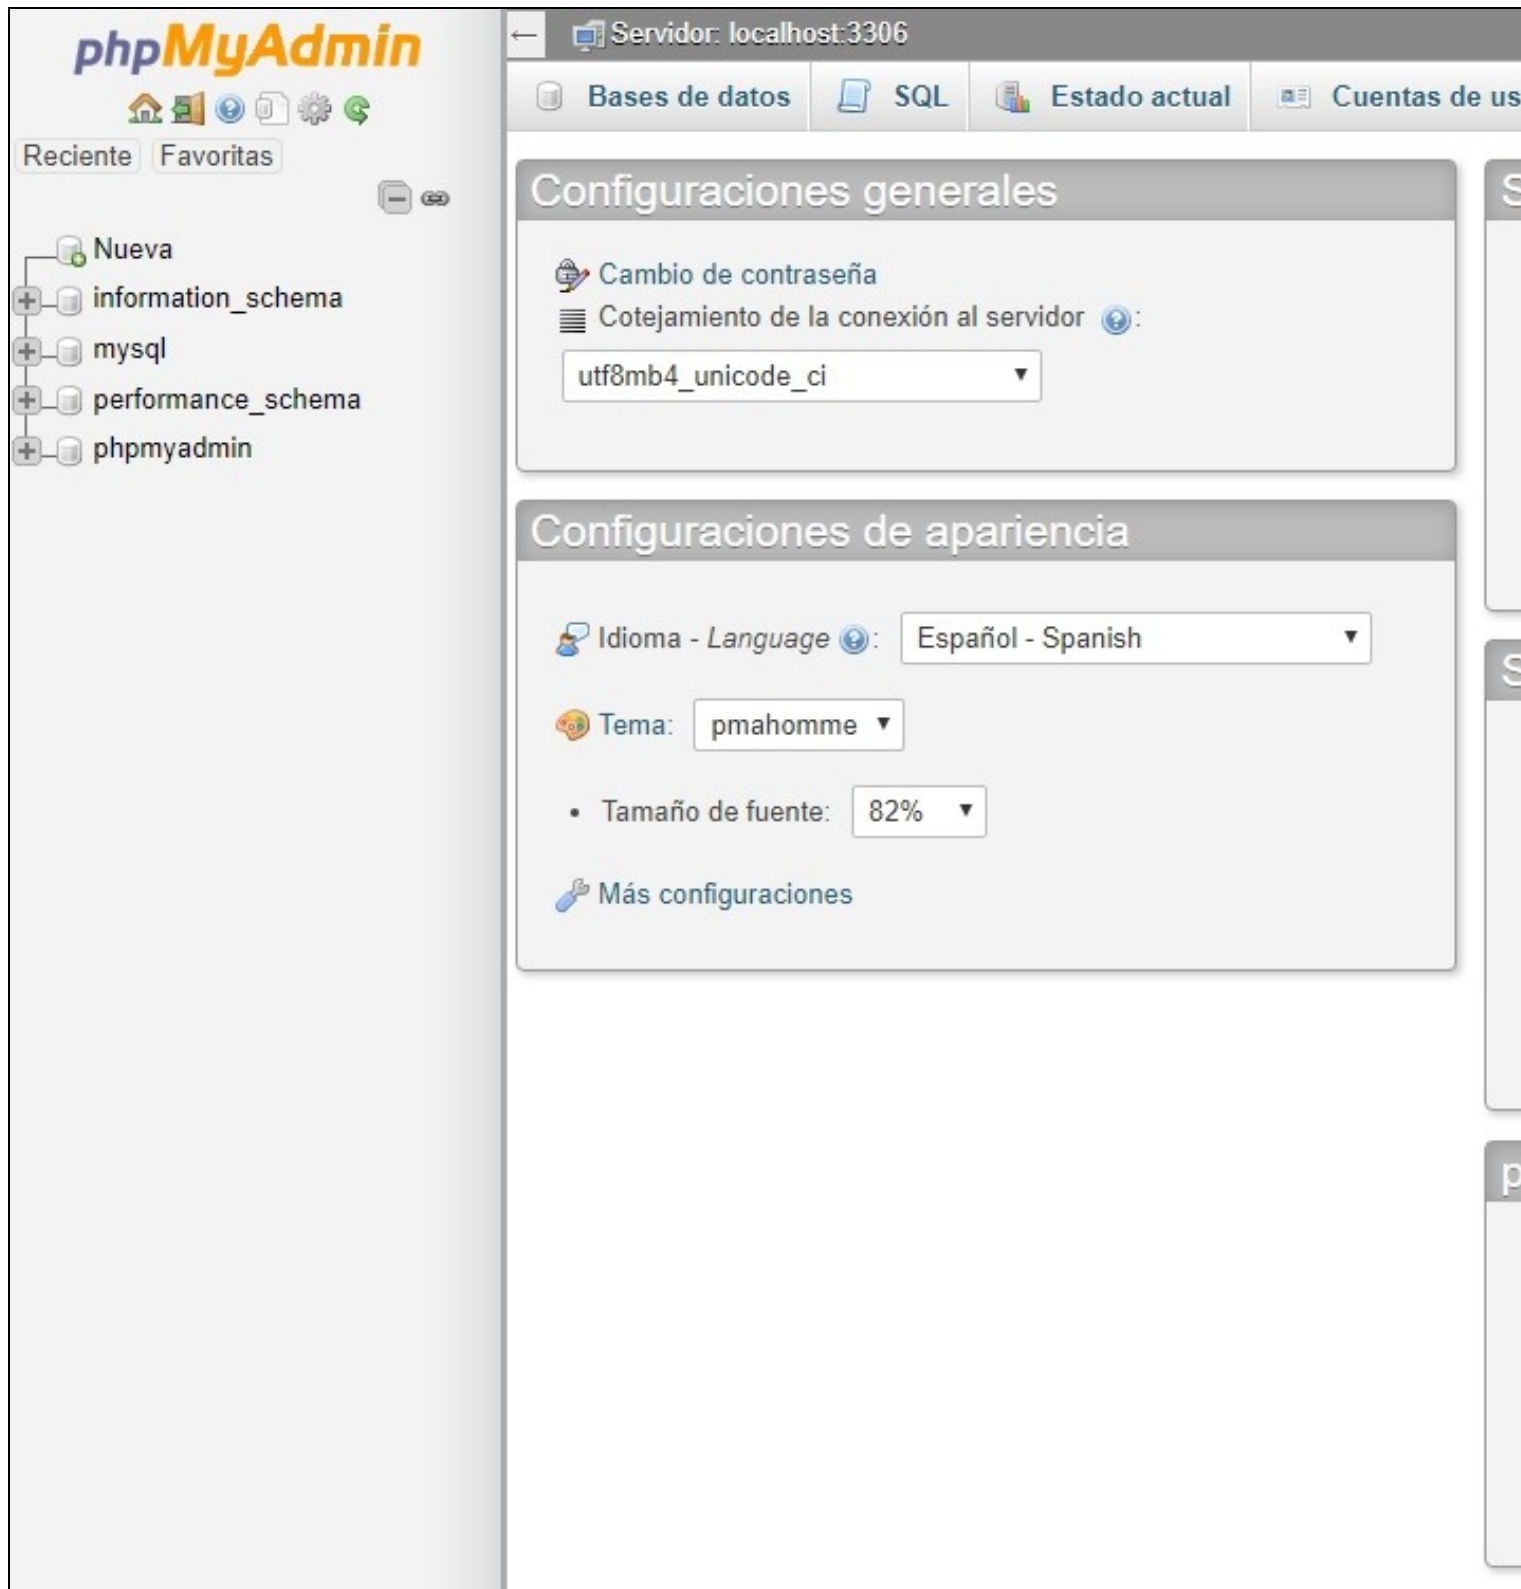 phpMyAdmin
Reciente Favoritas
Nueva
information_schema
mysql
performance_schema
phpmyadmin
← Servidor: localhost:3306
Bases de datos SQL Estado actual Cuentas de us
Configuraciones generales
Cambio de contraseña
Cotejamiento de la conexión al servidor :
utf8mb4_unicode_ci
Configuraciones de apariencia
Idioma - Language : Español - Spanish
Tema: pmahomme
• Tamaño de fuente: 82%
Más configuraciones
S
S
p